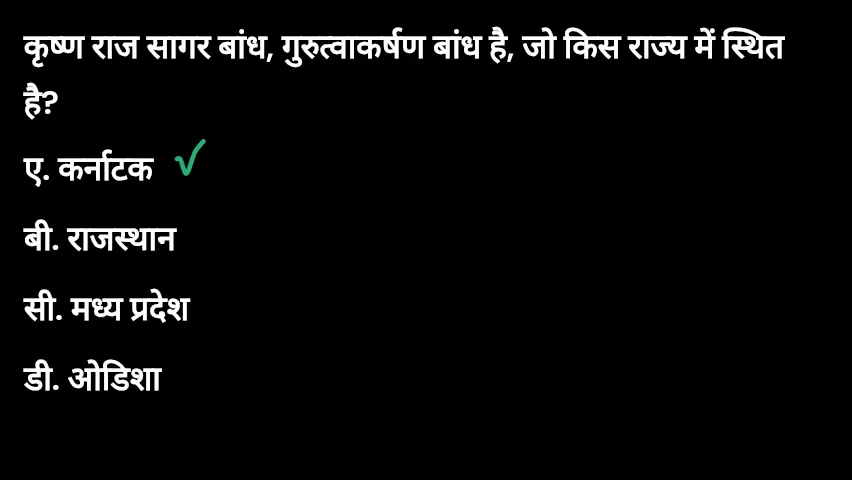 कृष्ण राज सागर बांध, गुरुत्वाकर्षण बांध है, जो किस राज्य में स्थित
है?
ए. कर्नाटक
बी. राजस्थान
सी. मध्य प्रदेश
डी. ओडिशा